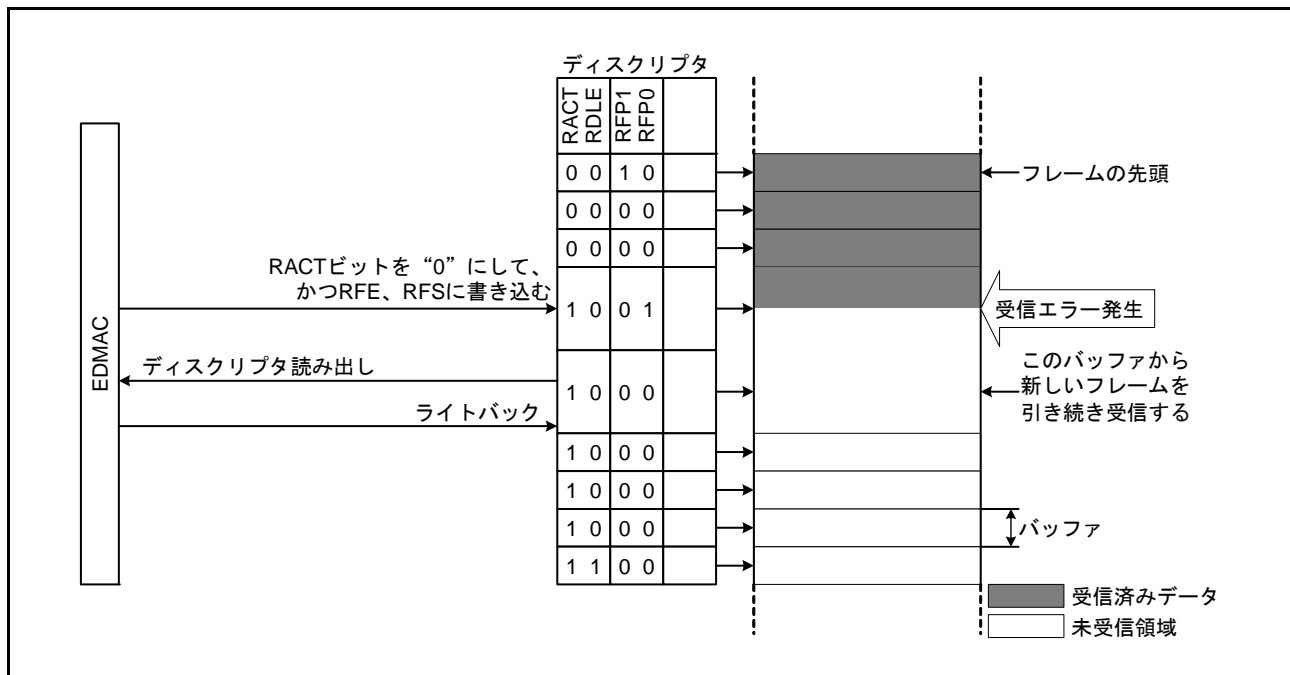 ディスクリプタ
RACT
RDLE
RFP1
RFP0
0 0 1 0
フレームの先頭
0 0 0 0
0 0 0 0
RACTビットを“0”にして、
かつRFE、RFSに書き込む
1 0 0 1
受信エラー発生
EDMAC
ディスクリプタ読み出し
1 0 0 0
このバッファから
新しいフレームを
引き続き受信する
ライトバック
1 0 0 0
1 0 0 0
1 0 0 0
バッファ
1 1 0 0
受信済みデータ
未受信領域